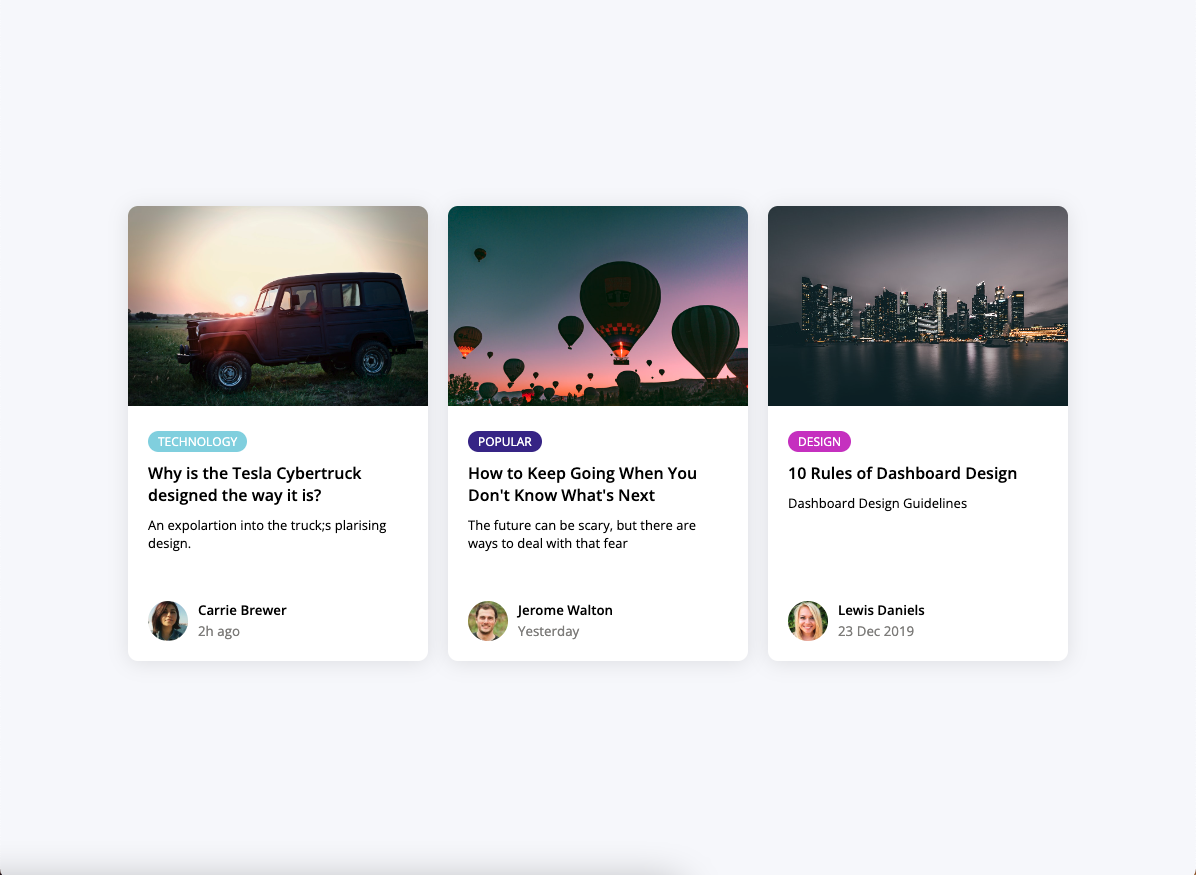 TECHNOLOGY
Why is the Tesla Cybertruck
designed the way it is?
An expolartion into the truck;s plarising
design.
Carrie Brewer
2h ago
POPULAR
How to Keep Going When You
Don't Know What's Next
The future can be scary, but there are
ways to deal with that fear
Jerome Walton
Yesterday
DESIGN
10 Rules of Dashboard Design
Dashboard Design Guidelines
Lewis Daniels
23 Dec 2019